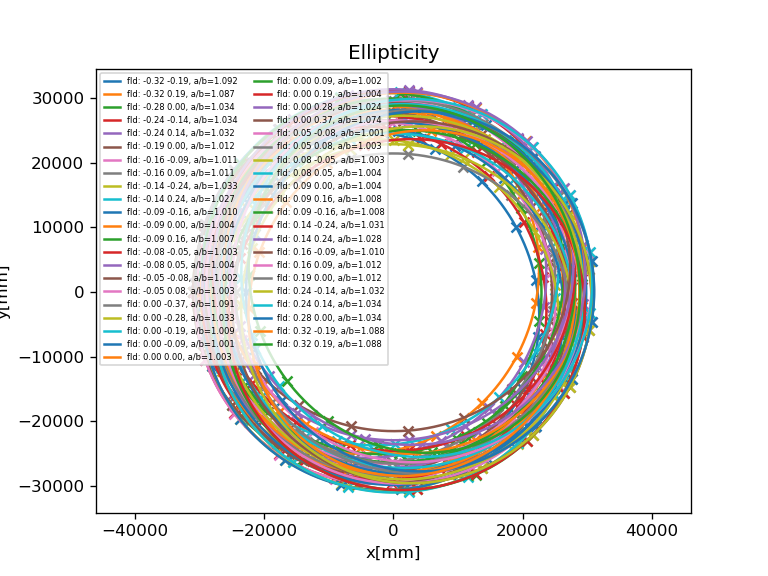 Ellipticity
fld: -0.32 -0.19, a/b=1.092
fld: -0.32 0.19, a/b=1.087
fld: -0.28 0.00, a/b=1.034
fld: -0.24 -0.14, a/b=1.034
fld: -0.24 0.14, a/b=1.032
fld: -0.19 0.00, a/b=1.012
fld: -0.16 -0.09, a/b=1.011
fld: -0.16 0.09, a/b=1.011
fld: -0.14 -0.24, a/b=1.033
fld: -0.14 0.24, a/b=1.027
fld: -0.09 -0.16, a/b=1.010
fld: -0.09 0.00, a/b=1.004
fld: -0.09 0.16, a/b=1.007
fld: -0.08 -0.05, a/b=1.003
fld: -0.08 0.05, a/b=1.004
fld: -0.05 -0.08, a/b=1.002
fld: -0.05 0.08, a/b=1.003
fld: 0.00 -0.37, a/b=1.091
fld: 0.00 -0.28, a/b=1.033
fld: 0.00 -0.19, a/b=1.009
fld: 0.00 -0.09, a/b=1.001
fld: 0.00 0.00, a/b=1.003
fld: 0.00 0.09, a/b=1.002
fld: 0.00 0.19, a/b=1.004
fld: 0.00 0.28, a/b=1.024
fld: 0.00 0.37, a/b=1.074
fld: 0.05 -0.08, a/b=1.001
fld: 0.05 0.08, a/b=1.003
fld: 0.08 -0.05, a/b=1.003
fld: 0.08 0.05, a/b=1.004
fld: 0.09 0.00, a/b=1.004
fld: 0.09 0.16, a/b=1.008
fld: 0.09 -0.16, a/b=1.008
fld: 0.14 -0.24, a/b=1.031
fld: 0.14 0.24, a/b=1.028
fld: 0.16 -0.09, a/b=1.010
fld: 0.16 0.09, a/b=1.012
fld: 0.19 0.00, a/b=1.012
fld: 0.24 -0.14, a/b=1.032
fld: 0.24 0.14, a/b=1.034
fld: 0.28 0.00, a/b=1.034
fld: 0.32 -0.19, a/b=1.088
fld: 0.32 0.19, a/b=1.088
30000
20000
10000
0
−10000
−20000
−30000
y[mm]
−40000 −20000 0 20000 40000
x[mm]